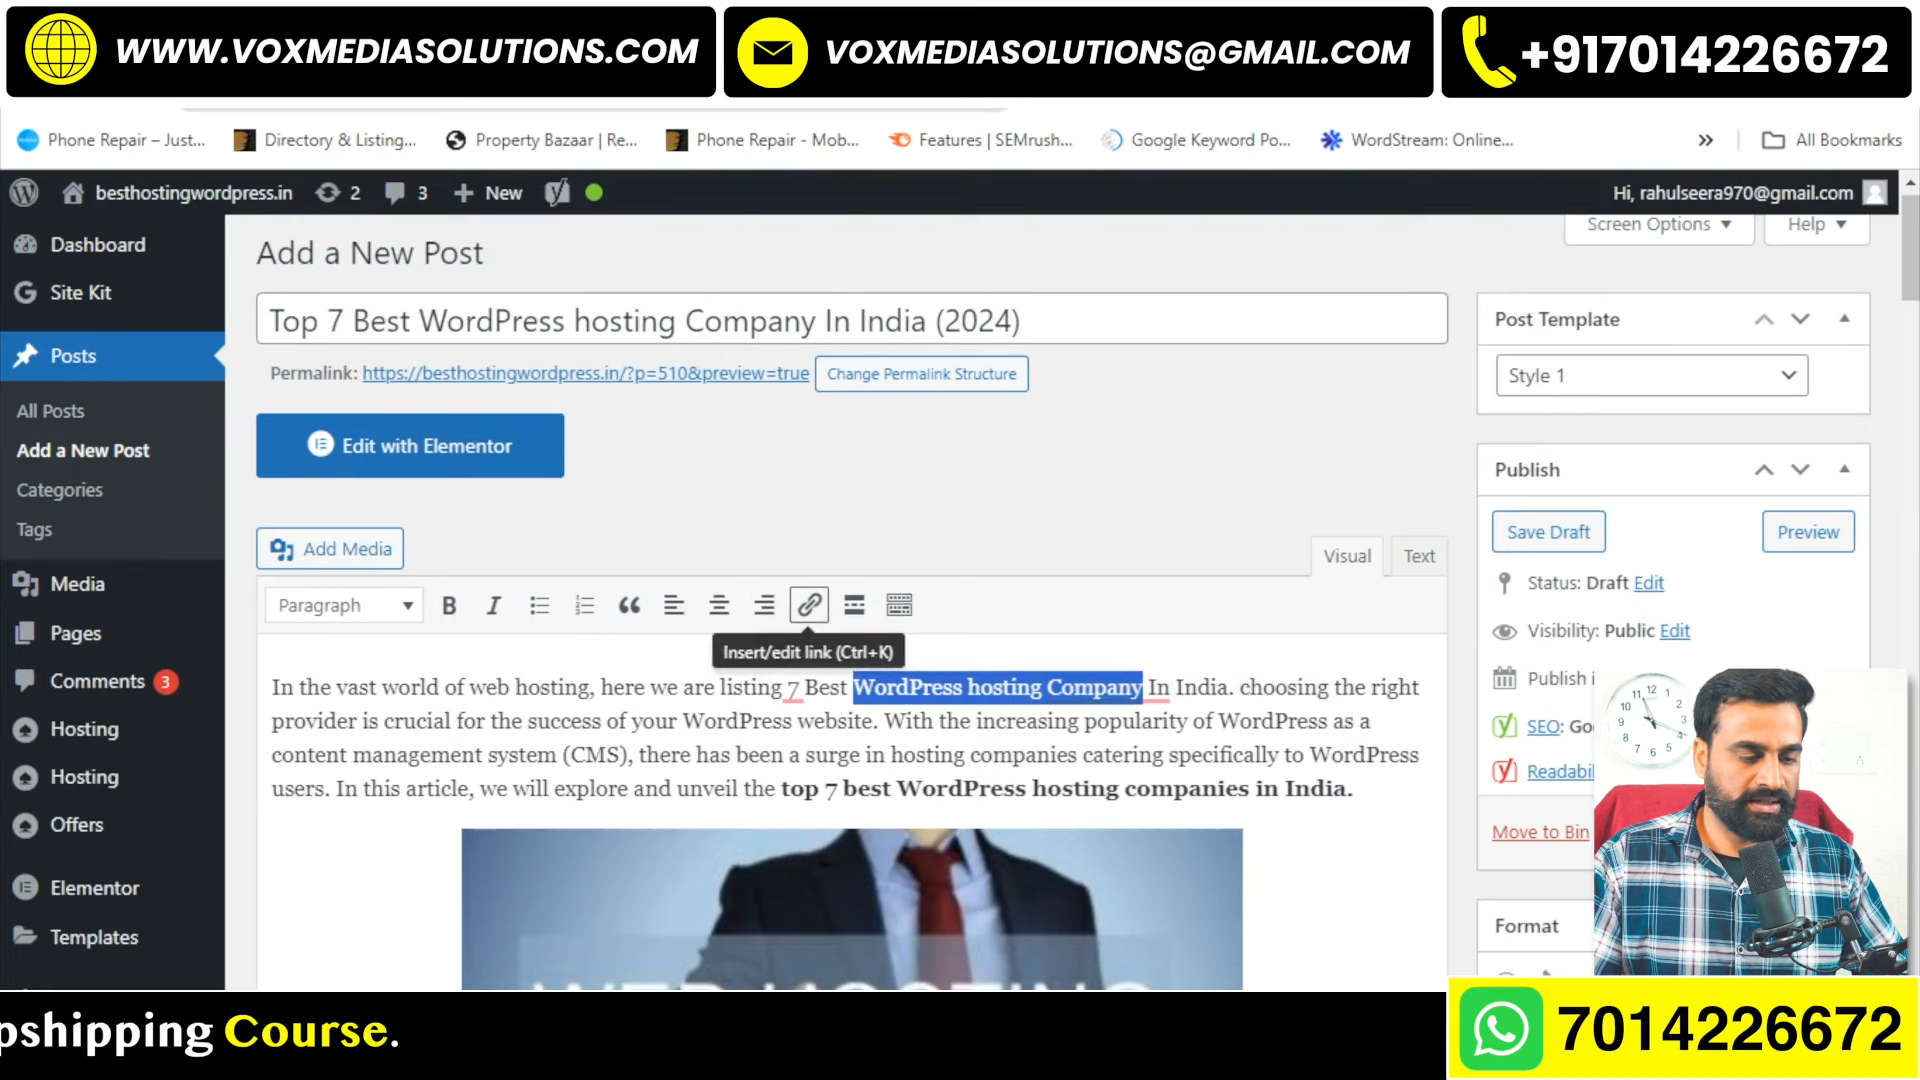 WWW.VOXMEDIASOLUTIONS.COM
VOXMEDIASOLUTIONS@GMAIL.COM
+917014226672
Phone Repair – Just...
Directory & Listing...
Property Bazaar | Re...
Phone Repair - Mob...
Features | SEMrush...
Google Keyword Po...
WordStream: Online...
»
All Bookmarks
besthostingwordpress.in
2
3
+ New
Hi, rahulseera970@gmail.com
Screen Options
Help
Dashboard
Site Kit
Posts
All Posts
Add a New Post
Categories
Tags
Media
Pages
Comments 3
Hosting
Hosting
Offers
Elementor
Templates
Add a New Post
Top 7 Best WordPress hosting Company In India (2024)
Permalink: https://besthostingwordpress.in/?p=510&preview=true
Change Permalink Structure
Edit with Elementor
Add Media
Visual
Text
Paragraph
B
I
Insert/edit link (Ctrl+K)
In the vast world of web hosting, here we are listing 7 Best WordPress hosting Company In India. choosing the right
provider is crucial for the success of your WordPress website. With the increasing popularity of WordPress as a
content management system (CMS), there has been a surge in hosting companies catering specifically to WordPress
users. In this article, we will explore and unveil the top 7 best WordPress hosting companies in India.
Post Template
Style 1
Publish
Save Draft
Preview
Status: Draft Edit
Visibility: Public Edit
Publish i
SEO: Go
Readabil
Move to Bin
Format
pshipping Course.
7014226672